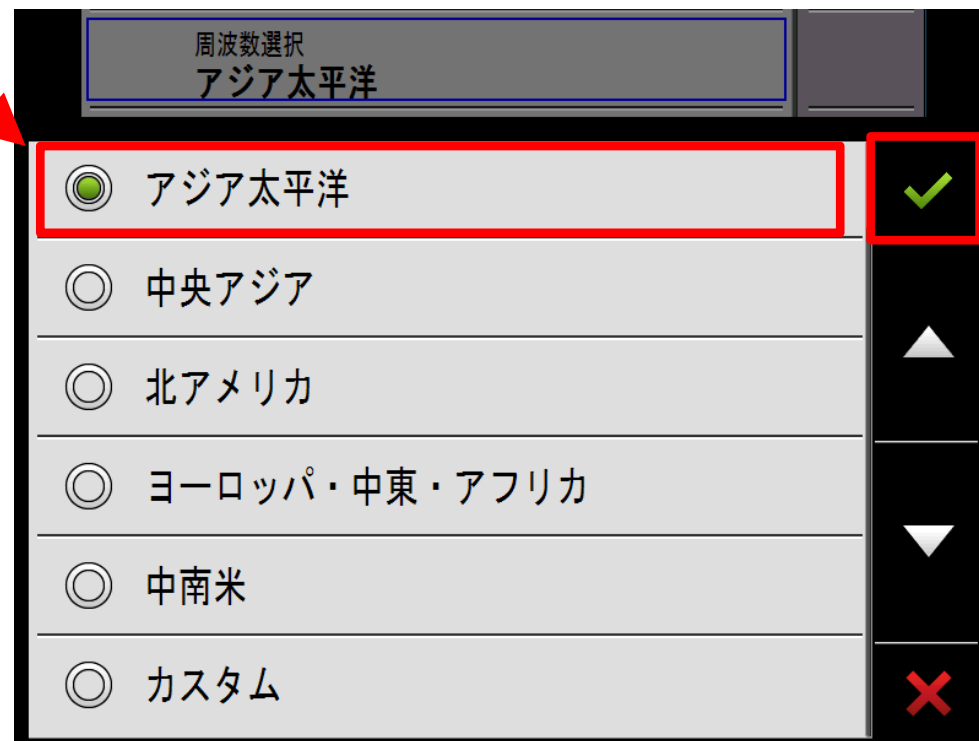 周波数選択
アジア太平洋
アジア太平洋
中央アジア
北アメリカ
ヨーロッパ・中東・アフリカ
中南米
カスタム